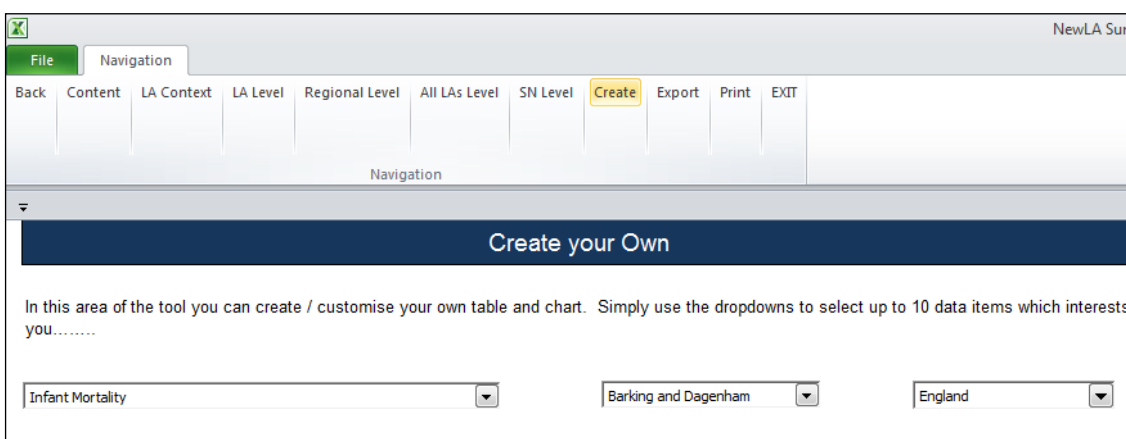 NewLA Sur
File Navigation
Back Content LA Context LA Level Regional Level All LAs Level SN Level Create Export Print EXIT
Navigation
Create your Own
In this area of the tool you can create / customise your own table and chart. Simply use the dropdowns to select up to 10 data items which interests
you........
Infant Mortality Barking and Dagenham England